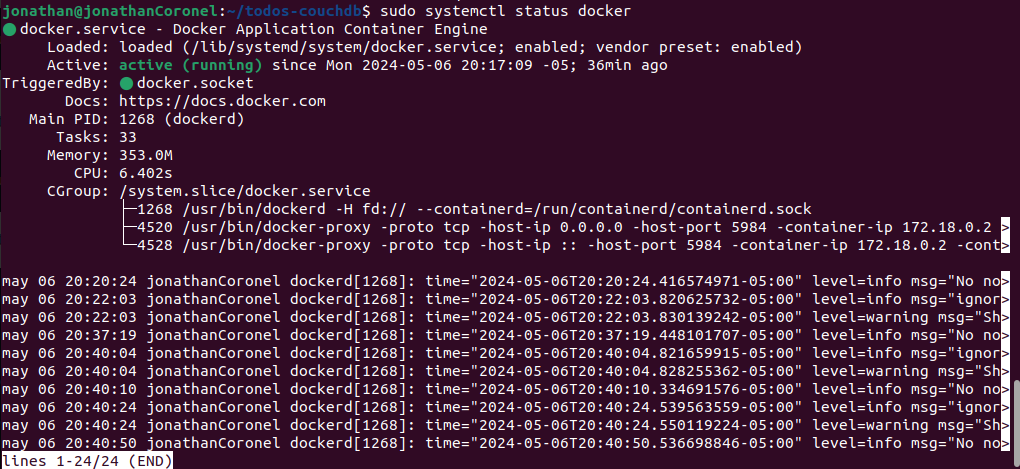 jonathan@jonathanCoronel:~/todos-couchdb$ sudo systemctl status docker
● docker.service - Docker Application Container Engine
     Loaded: loaded (/lib/systemd/system/docker.service; enabled; vendor preset: enabled)
     Active: active (running) since Mon 2024-05-06 20:17:09 -05; 36min ago
TriggeredBy: ● docker.socket
       Docs: https://docs.docker.com
   Main PID: 1268 (dockerd)
      Tasks: 33
     Memory: 353.0M
        CPU: 6.402s
     CGroup: /system.slice/docker.service
             ├─1268 /usr/bin/dockerd -H fd:// --containerd=/run/containerd/containerd.sock
             ├─4520 /usr/bin/docker-proxy -proto tcp -host-ip 0.0.0.0 -host-port 5984 -container-ip 172.18.0.2 >
             └─4528 /usr/bin/docker-proxy -proto tcp -host-ip :: -host-port 5984 -container-ip 172.18.0.2 -cont>
may 06 20:20:24 jonathanCoronel dockerd[1268]: time="2024-05-06T20:20:24.416574971-05:00" level=info msg="No no>
may 06 20:22:03 jonathanCoronel dockerd[1268]: time="2024-05-06T20:22:03.820625732-05:00" level=info msg="ignor>
may 06 20:22:03 jonathanCoronel dockerd[1268]: time="2024-05-06T20:22:03.830139242-05:00" level=warning msg="Sh>
may 06 20:37:19 jonathanCoronel dockerd[1268]: time="2024-05-06T20:37:19.448101707-05:00" level=info msg="No no>
may 06 20:40:04 jonathanCoronel dockerd[1268]: time="2024-05-06T20:40:04.821659915-05:00" level=info msg="ignor>
may 06 20:40:04 jonathanCoronel dockerd[1268]: time="2024-05-06T20:40:04.828255362-05:00" level=warning msg="Sh>
may 06 20:40:10 jonathanCoronel dockerd[1268]: time="2024-05-06T20:40:10.334691576-05:00" level=info msg="No no>
may 06 20:40:24 jonathanCoronel dockerd[1268]: time="2024-05-06T20:40:24.539563559-05:00" level=info msg="ignor>
may 06 20:40:24 jonathanCoronel dockerd[1268]: time="2024-05-06T20:40:24.550119224-05:00" level=warning msg="Sh>
may 06 20:40:50 jonathanCoronel dockerd[1268]: time="2024-05-06T20:40:50.536698846-05:00" level=info msg="No no>
lines 1-24/24 (END)